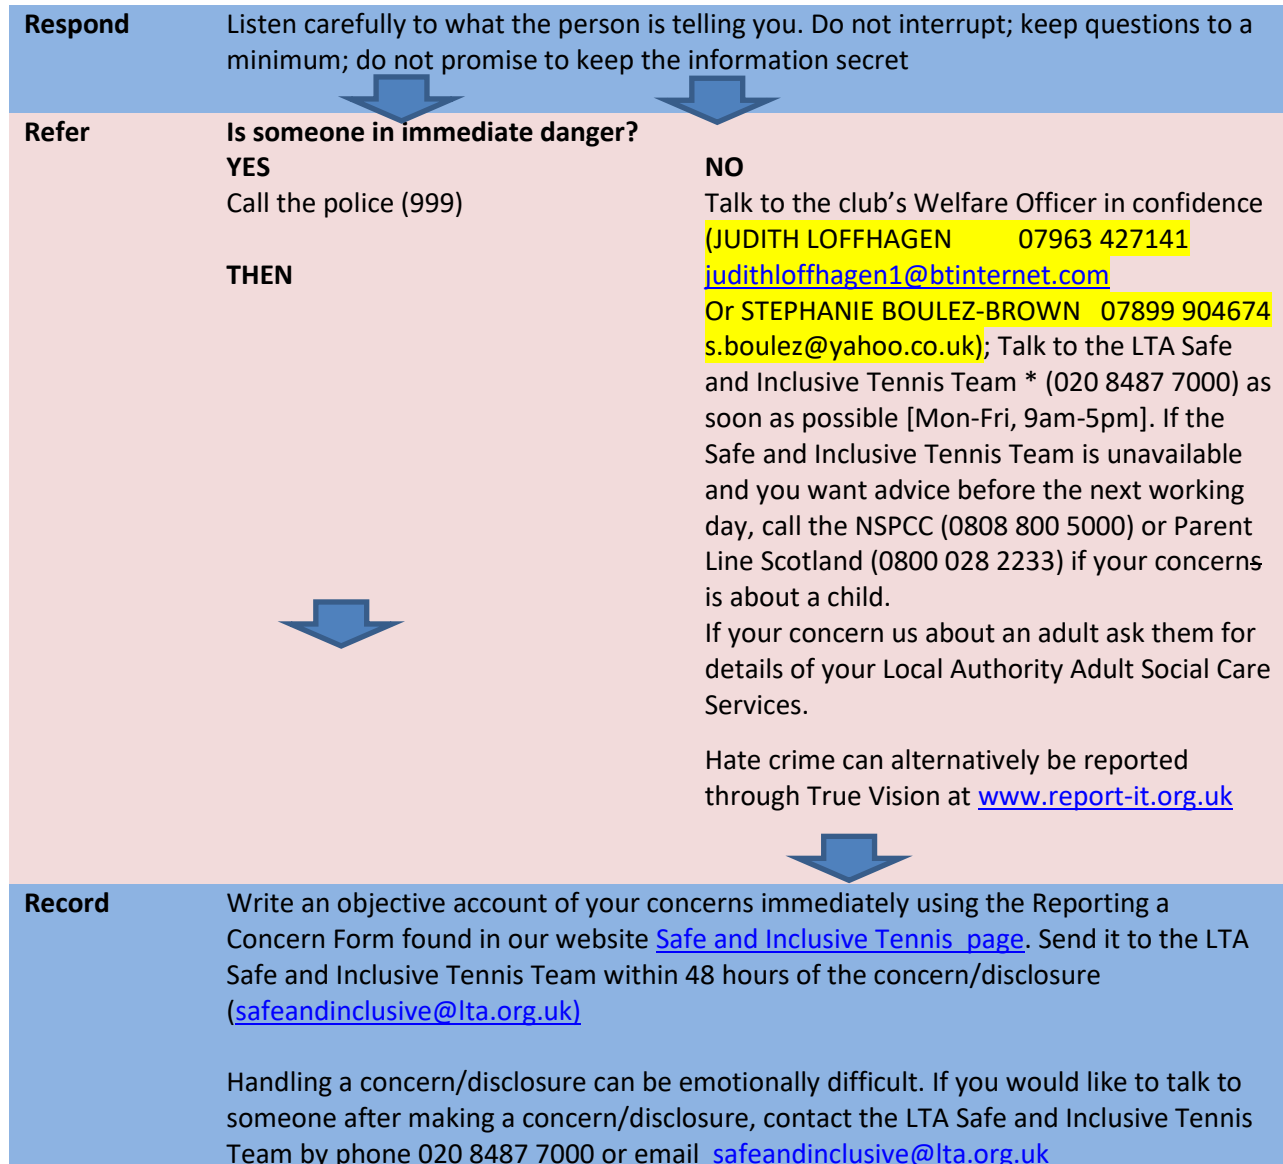 Respond Listen carefully to what the person is telling you. Do not interrupt; keep questions to a
minimum; do not promise to keep the information secret
Refer Is someone in immediate danger?
YES
Call the police (999)
THEN
NO
Talk to the club’s Welfare Officer in confidence
(JUDITH LOFFHAGEN 07963 427141
judithloffhagen1@btinternet.com
Or STEPHANIE BOULEZ-BROWN 07899 904674
s.boulez@yahoo.co.uk); Talk to the LTA Safe
and Inclusive Tennis Team * (020 8487 7000) as
soon as possible [Mon-Fri, 9am-5pm]. If the
Safe and Inclusive Tennis Team is unavailable
and you want advice before the next working
day, call the NSPCC (0808 800 5000) or Parent
Line Scotland (0800 028 2233) if your concerns
is about a child.
If your concern us about an adult ask them for
details of your Local Authority Adult Social Care
Services.
Hate crime can alternatively be reported
through True Vision at www.report-it.org.uk
Record Write an objective account of your concerns immediately using the Reporting a
Concern Form found in our website Safe and Inclusive Tennis page. Send it to the LTA
Safe and Inclusive Tennis Team within 48 hours of the concern/disclosure
(safeandinclusive@lta.org.uk)
Handling a concern/disclosure can be emotionally difficult. If you would like to talk to
someone after making a concern/disclosure, contact the LTA Safe and Inclusive Tennis
Team by phone 020 8487 7000 or email safeandinclusive@lta.org.uk